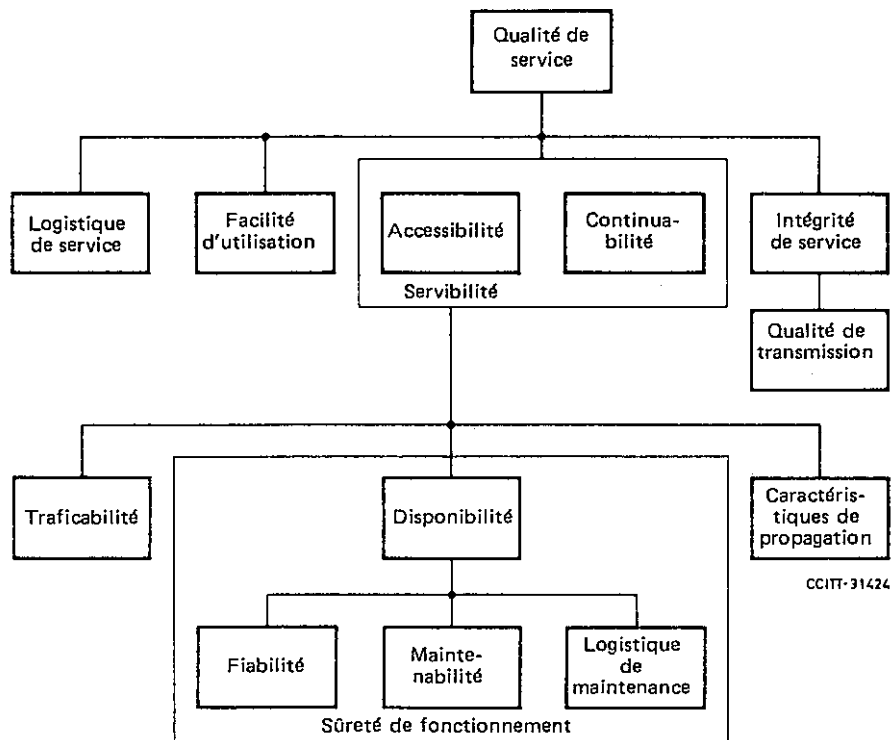 Qualité de
service
Logistique
de service
Facilité
d'utilisation
Accessibilité
Continua-
bilité
Intégrité
de service
Servibilité
Qualité de
transmission
Traficabilité
Disponibilité
Caractéris-
tiques de
propagation
CCITT-31424
Fiabilité
Mainte-
nabilité
Logistique
de
maintenance
Sûreté de fonctionnement